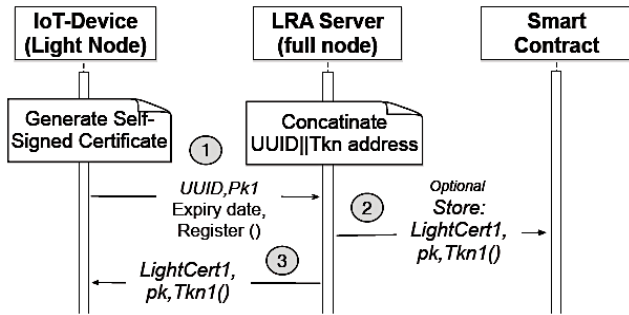 IoT-Device
(Light Node)
LRA Server
(full node)
Smart
Contract
Generate Self-
Signed Certificate
Concatinate
UUID||Tkn address
1
UUID,Pk1
Expiry date,
Register ()
2
Optional
Store:
LightCert1,
pk,Tkn1()
3
LightCert1,
pk,Tkn1()